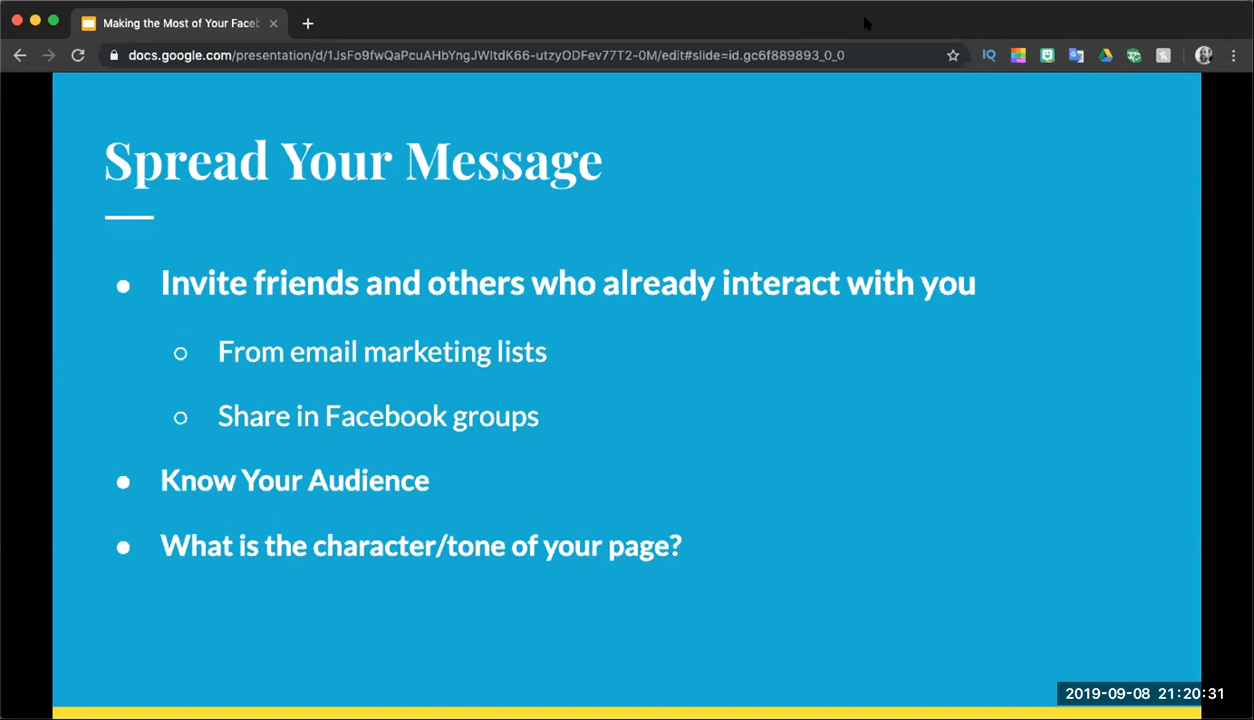 Making the Most of Your Faceb
docs.google.com/presentation/d/1JsFo9fwQaPcuAHbYngJWltdK66-utzyODFev77T2-0M/edit#slide=id.gc6f889893_0_0
IQ
Spread Your Message
● Invite friends and others who already interact with you
○ From email marketing lists
○ Share in Facebook groups
● Know Your Audience
● What is the character/tone of your page?
2019-09-08 21:20:31